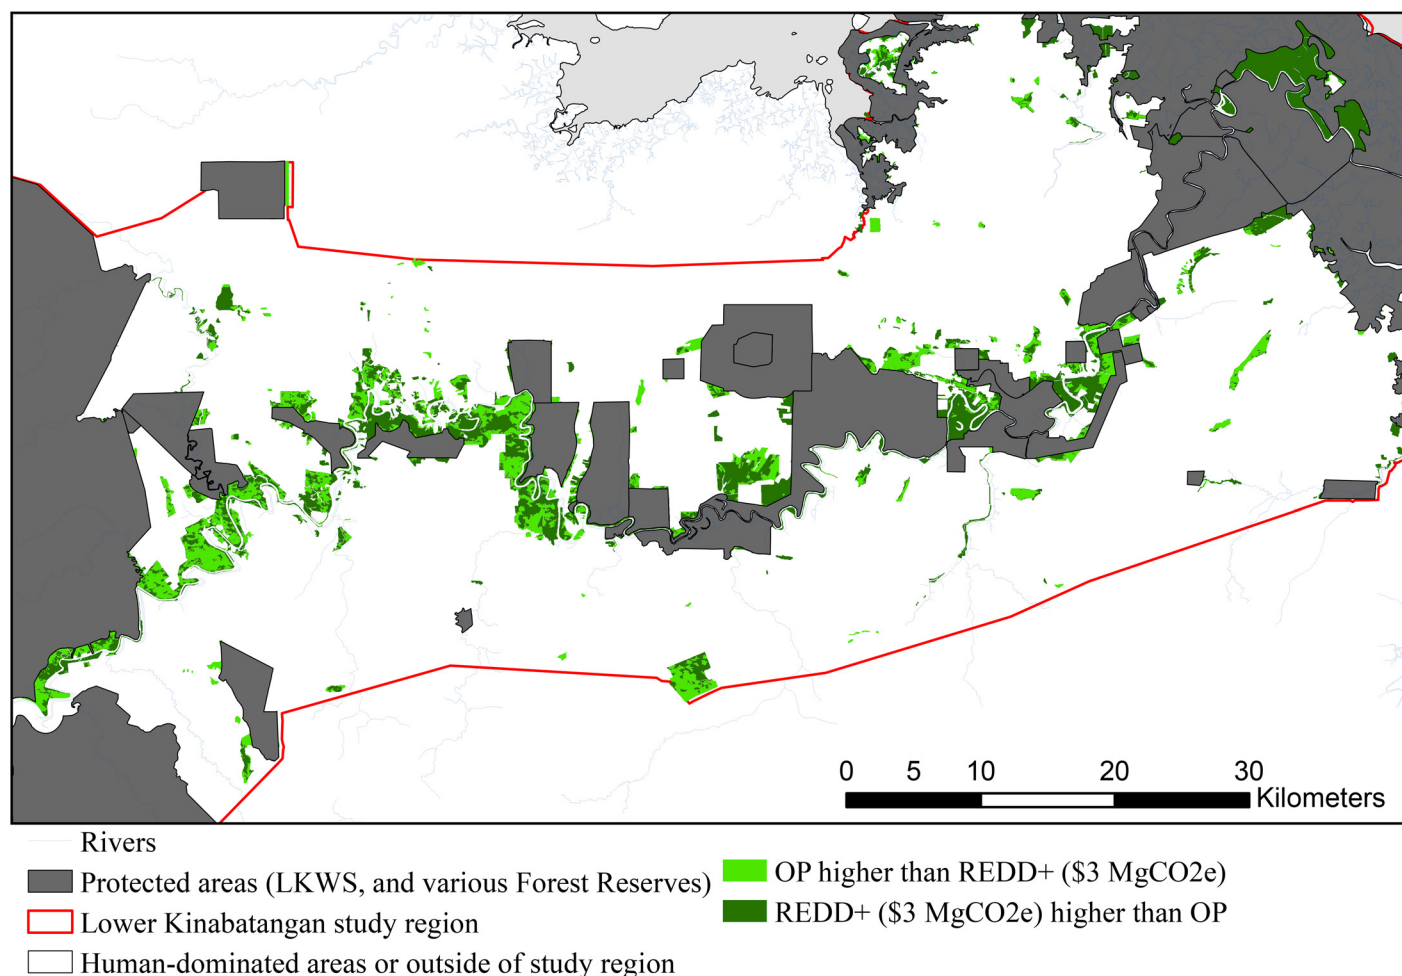 0 5 10 20 30
Kilometers
Rivers
Protected areas (LKWS, and various Forest Reserves)
Lower Kinabatangan study region
Human-dominated areas or outside of study region
OP higher than REDD+ ($3 MgCO2e)
REDD+ ($3 MgCO2e) higher than OP